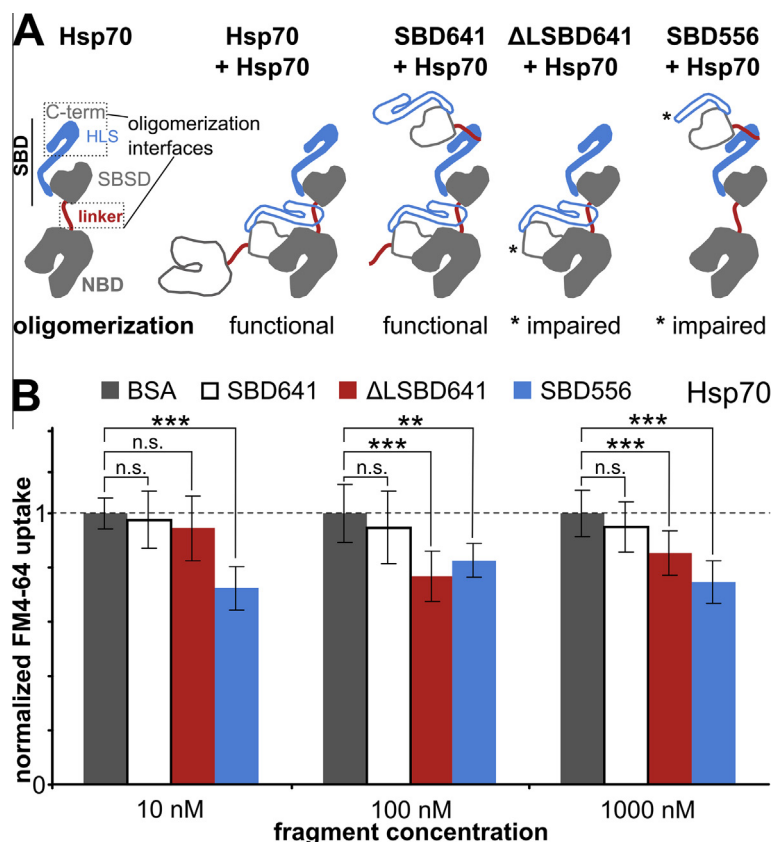 A
Hsp70
Hsp70
+ Hsp70
SBD641
+ Hsp70
ΔLSBD641
+ Hsp70
SBD556
+ Hsp70
C-term
HLS
oligomerization
interfaces
SBD
SBSD
linker
NBD
*
*
oligomerization
functional
functional
* impaired
* impaired
B
BSA
SBD641
ΔLSBD641
SBD556
Hsp70
***
n.s.
n.s.
**
***
n.s.
***
***
n.s.
normalized FM4-64 uptake
1
0
10 nM
100 nM
1000 nM
fragment concentration